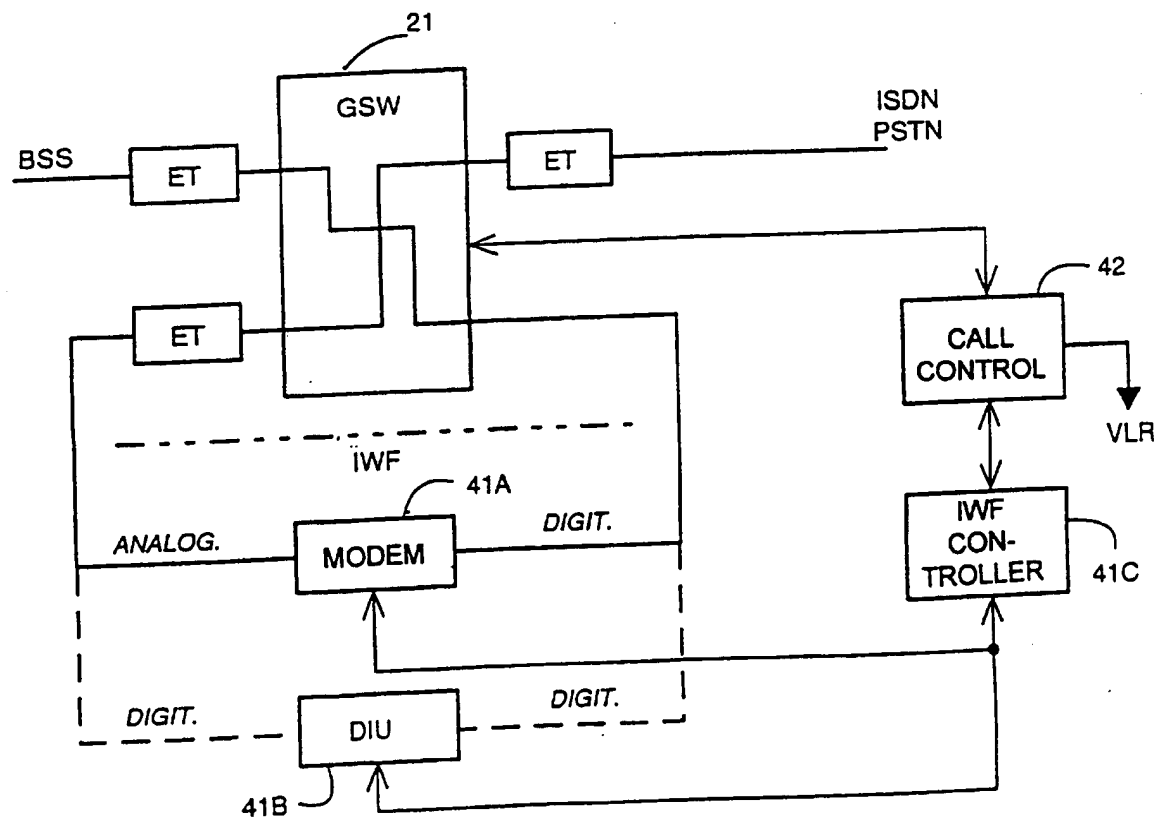 21
GSW
ISDN
PSTN
BSS
ET
ET
42
ET
CALL
CONTROL
VLR
IWF
41A
ANALOG.
MODEM
DIGIT.
IWF
CON-
TROLLER
41C
DIGIT.
DIU
DIGIT.
41B